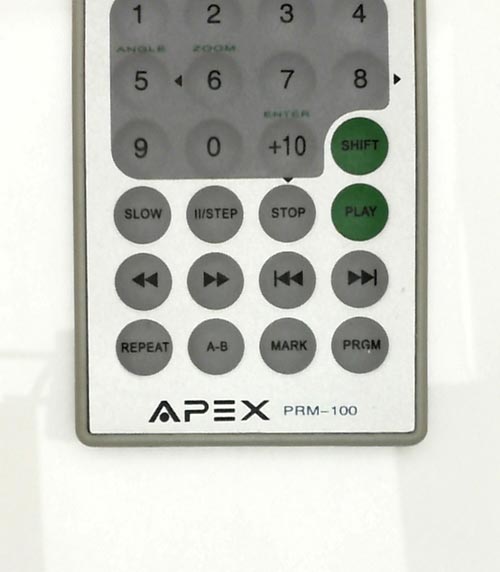 1 2 3 4
ANGLE ZOOM
5 6 7 8
ENTER
9 0 +10 SHIFT
SLOW II/STEP STOP PLAY
REPEAT A-B MARK PRGM
APEX PRM-100